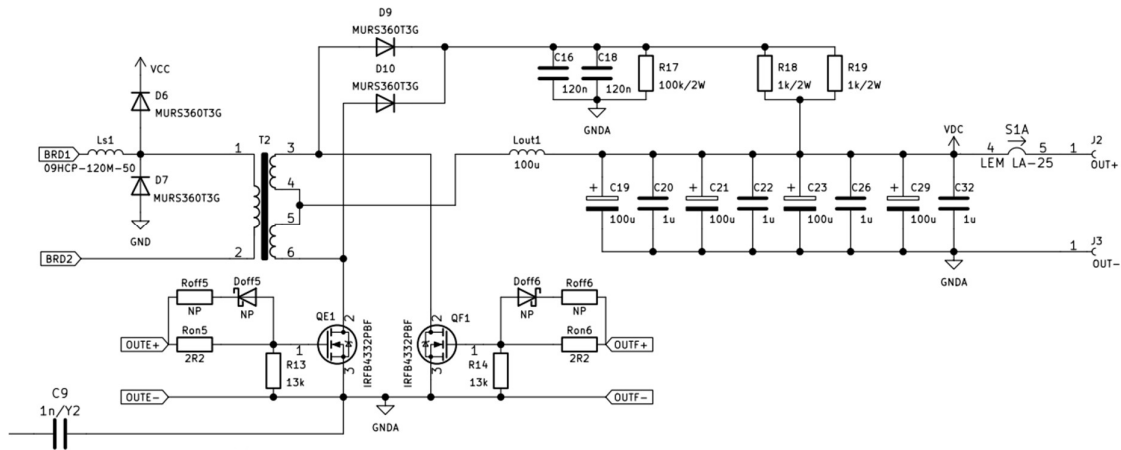 D9
MURS360T3G
D10
MURS360T3G
C16
120n
C18
120n
R17
100k/2W
R18
1k/2W
R19
1k/2W
GNDA
VCC
D6
MURS360T3G
Ls1
BRD1
09HCP-120M-50
D7
MURS360T3G
GND
BRD2
T2
1
2
3
4
5
6
Lout1
100u
VDC
S1A
4
5
LEM LA-25
1
J2
OUT+
+
C19
100u
C20
1u
+
C21
100u
C22
1u
+
C23
100u
C26
1u
+
C29
100u
C32
1u
1
J3
OUT-
GNDA
Roff5
NP
Doff5
NP
Ron5
2R2
OUTE+
R13
13k
OUTE-
QE1
1
2
3
IRFB4332PBF
QF1
1
2
3
IRFB4332PBF
Doff6
NP
Roff6
NP
Ron6
2R2
OUTF+
R14
13k
OUTF-
GNDA
C9
1n/Y2